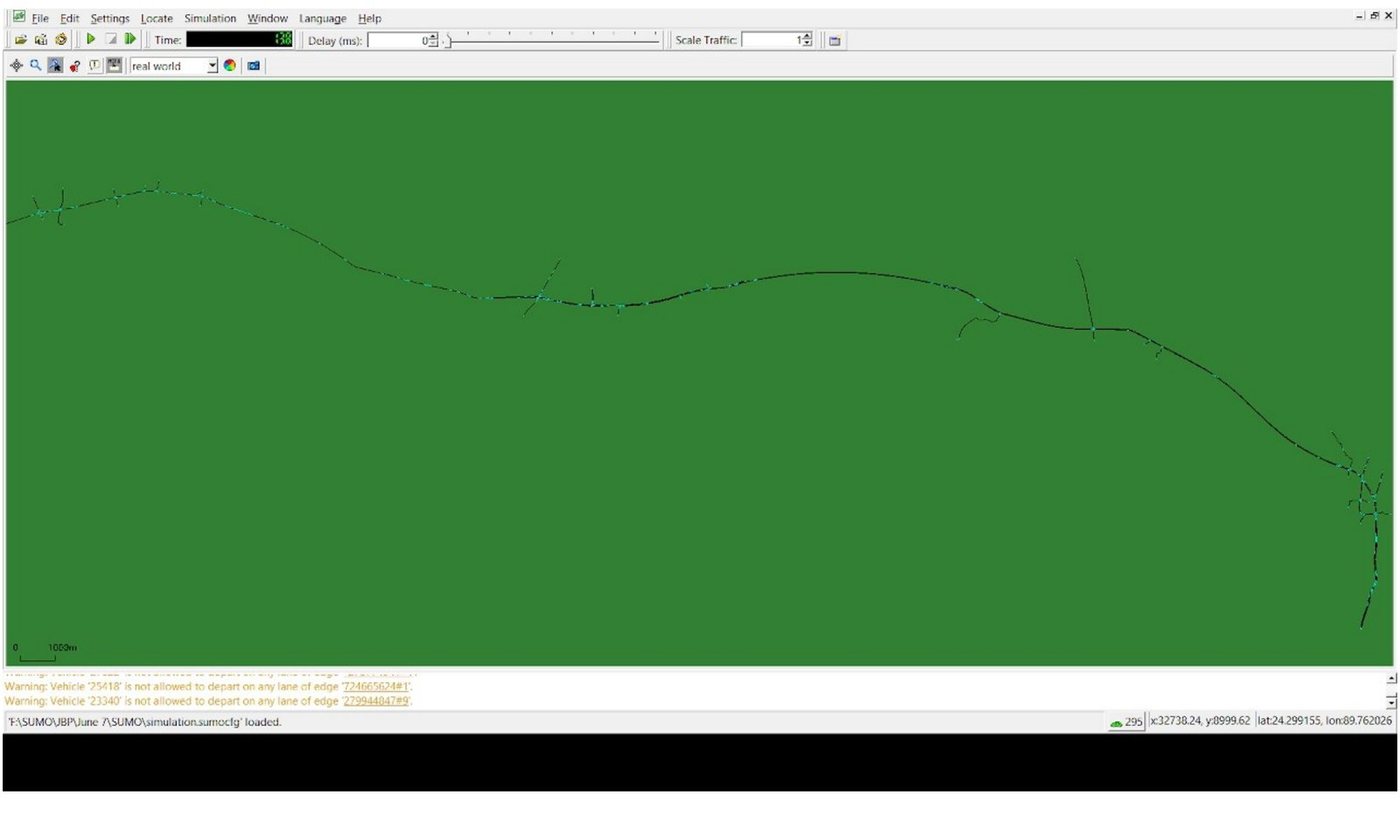 File Edit Settings Locate Simulation Window Language Help
Time: 138 Delay (ms): 0 Scale Traffic: 1
real world
0 1000m
Warning: Vehicle '25418' is not allowed to depart on any lane of edge '724665624#1'.
Warning: Vehicle '23340' is not allowed to depart on any lane of edge '279944847#9'.
'F:\SUMO\JBP\June 7\SUMO\simulation.sumocfg' loaded. 295 x:32738.24, y:8999.62 lat:24.299155, lon:89.762026